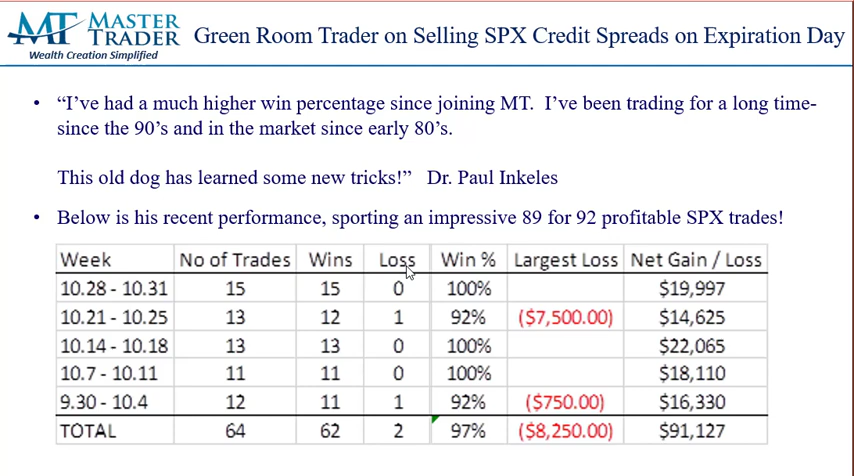 MT MASTER TRADER
Wealth Creation Simplified
Green Room Trader on Selling SPX Credit Spreads on Expiration Day
• “I’ve had a much higher win percentage since joining MT. I’ve been trading for a long time-
since the 90’s and in the market since early 80’s.
This old dog has learned some new tricks!” Dr. Paul Inkeles
• Below is his recent performance, sporting an impressive 89 for 92 profitable SPX trades!
Week No of Trades Wins Loss Win % Largest Loss Net Gain / Loss
10.28 - 10.31 15 15 0 100% $19,997
10.21 - 10.25 13 12 1 92% ($7,500.00) $14,625
10.14 - 10.18 13 13 0 100% $22,065
10.7 - 10.11 11 11 0 100% $18,110
9.30 - 10.4 12 11 1 92% ($750.00) $16,330
TOTAL 64 62 2 97% ($8,250.00) $91,127